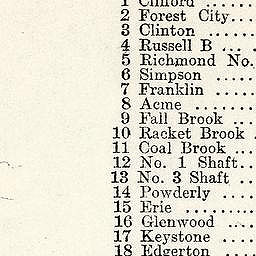 1 Clifford .....
2 Forest City...
3 Clinton ......
4 Russell B ... .
5 Richmond No.
6 Simpson .....
7 Franklin .....
8 Acme ........
9 Fall Brook ...
10 Racket Brook .
11 Coal Brook ...
12 No. 1 Shaft..
13 No. 3 Shaft ..
14 Powderly ....
15 Erie .........
16 Glenwood ...
17 Keystone ....
18 Edgerton ....